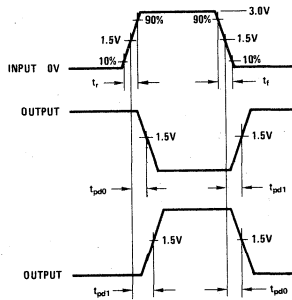 3.0V
90% 90%
1.5V 1.5V
10% 10%
INPUT 0V
tr tf
OUTPUT
1.5V 1.5V
tpd0 tpd1
1.5V 1.5V
OUTPUT
tpd1 tpd0